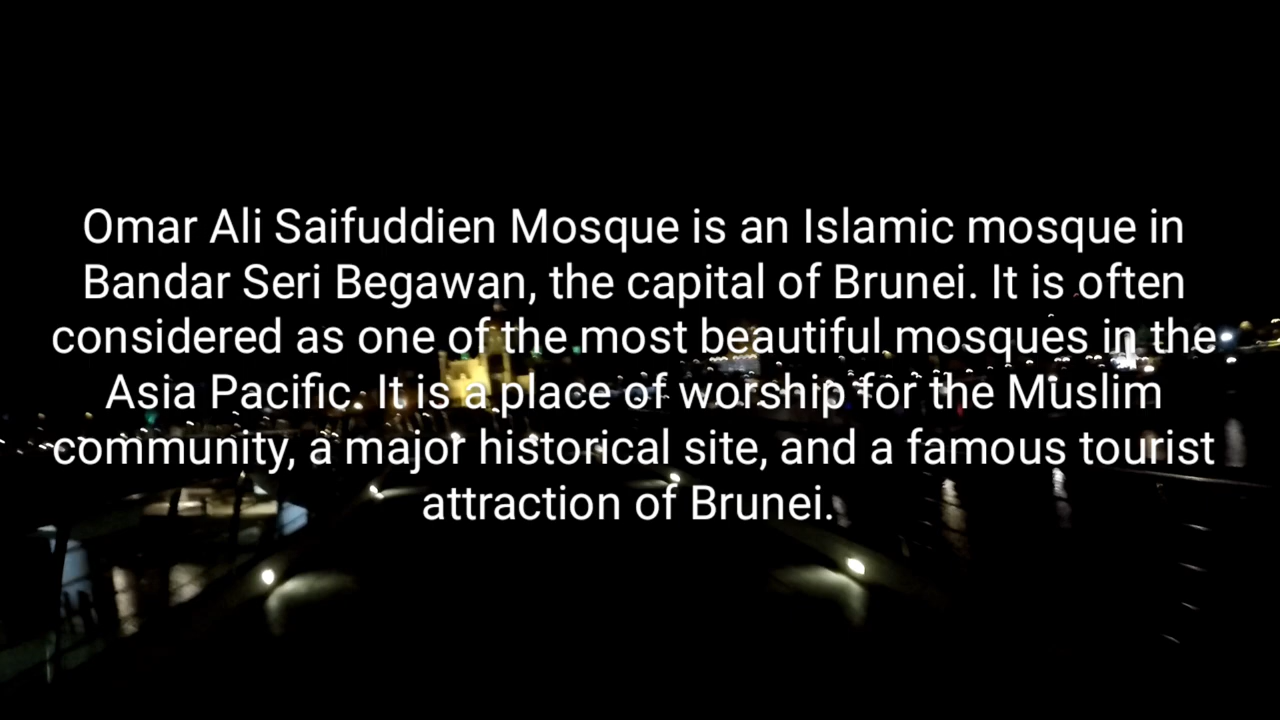 Omar Ali Saifuddien Mosque is an Islamic mosque in
Bandar Seri Begawan, the capital of Brunei. It is often
considered as one of the most beautiful mosques in the
Asia Pacific. It is a place of worship for the Muslim
community, a major historical site, and a famous tourist
attraction of Brunei.